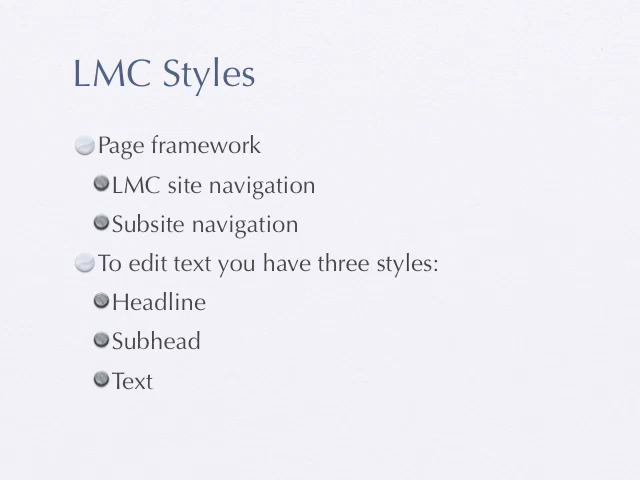 LMC Styles
Page framework
LMC site navigation
Subsite navigation
To edit text you have three styles:
Headline
Subhead
Text